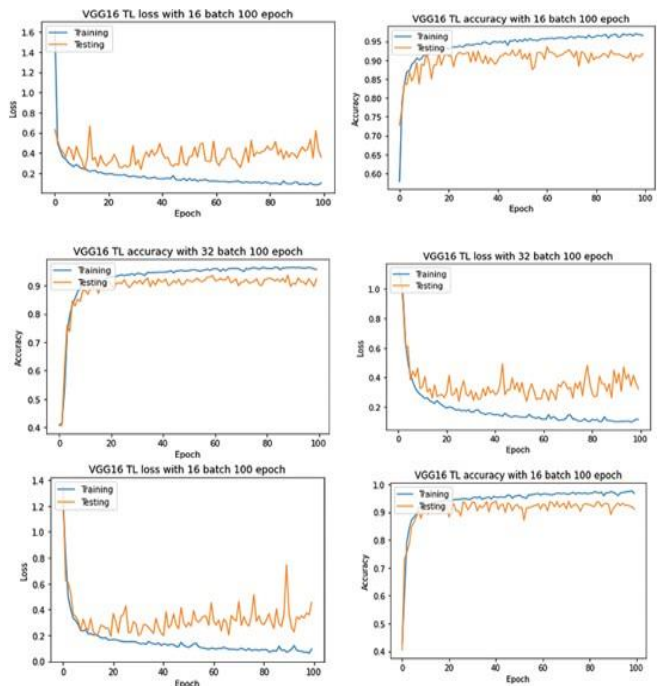 VGG16 TL loss with 16 batch 100 epoch
Training
Testing
1.6
1.4
1.2
1.0
0.8
0.6
0.4
0.2
Loss
0 20 40 60 80 100
Epoch
VGG16 TL accuracy with 16 batch 100 epoch
Training
Testing
0.95
0.90
0.85
0.80
0.75
0.70
0.65
0.60
Accuracy
0 20 40 60 80 100
Epoch
VGG16 TL accuracy with 32 batch 100 epoch
Training
Testing
0.9
0.8
0.7
0.6
0.5
0.4
Accuracy
0 20 40 60 80 100
Epoch
VGG16 TL loss with 32 batch 100 epoch
Training
Testing
1.0
0.8
0.6
0.4
0.2
Loss
0 20 40 60 80 100
Epoch
VGG16 TL loss with 16 batch 100 epoch
Training
Testing
1.4
1.2
1.0
0.8
0.6
0.4
0.2
0.0
Loss
0 20 40 60 80 100
Epoch
VGG16 TL accuracy with 16 batch 100 epoch
Training
Testing
1.0
0.9
0.8
0.7
0.6
0.5
0.4
Accuracy
0 20 40 60 80 100
Epoch